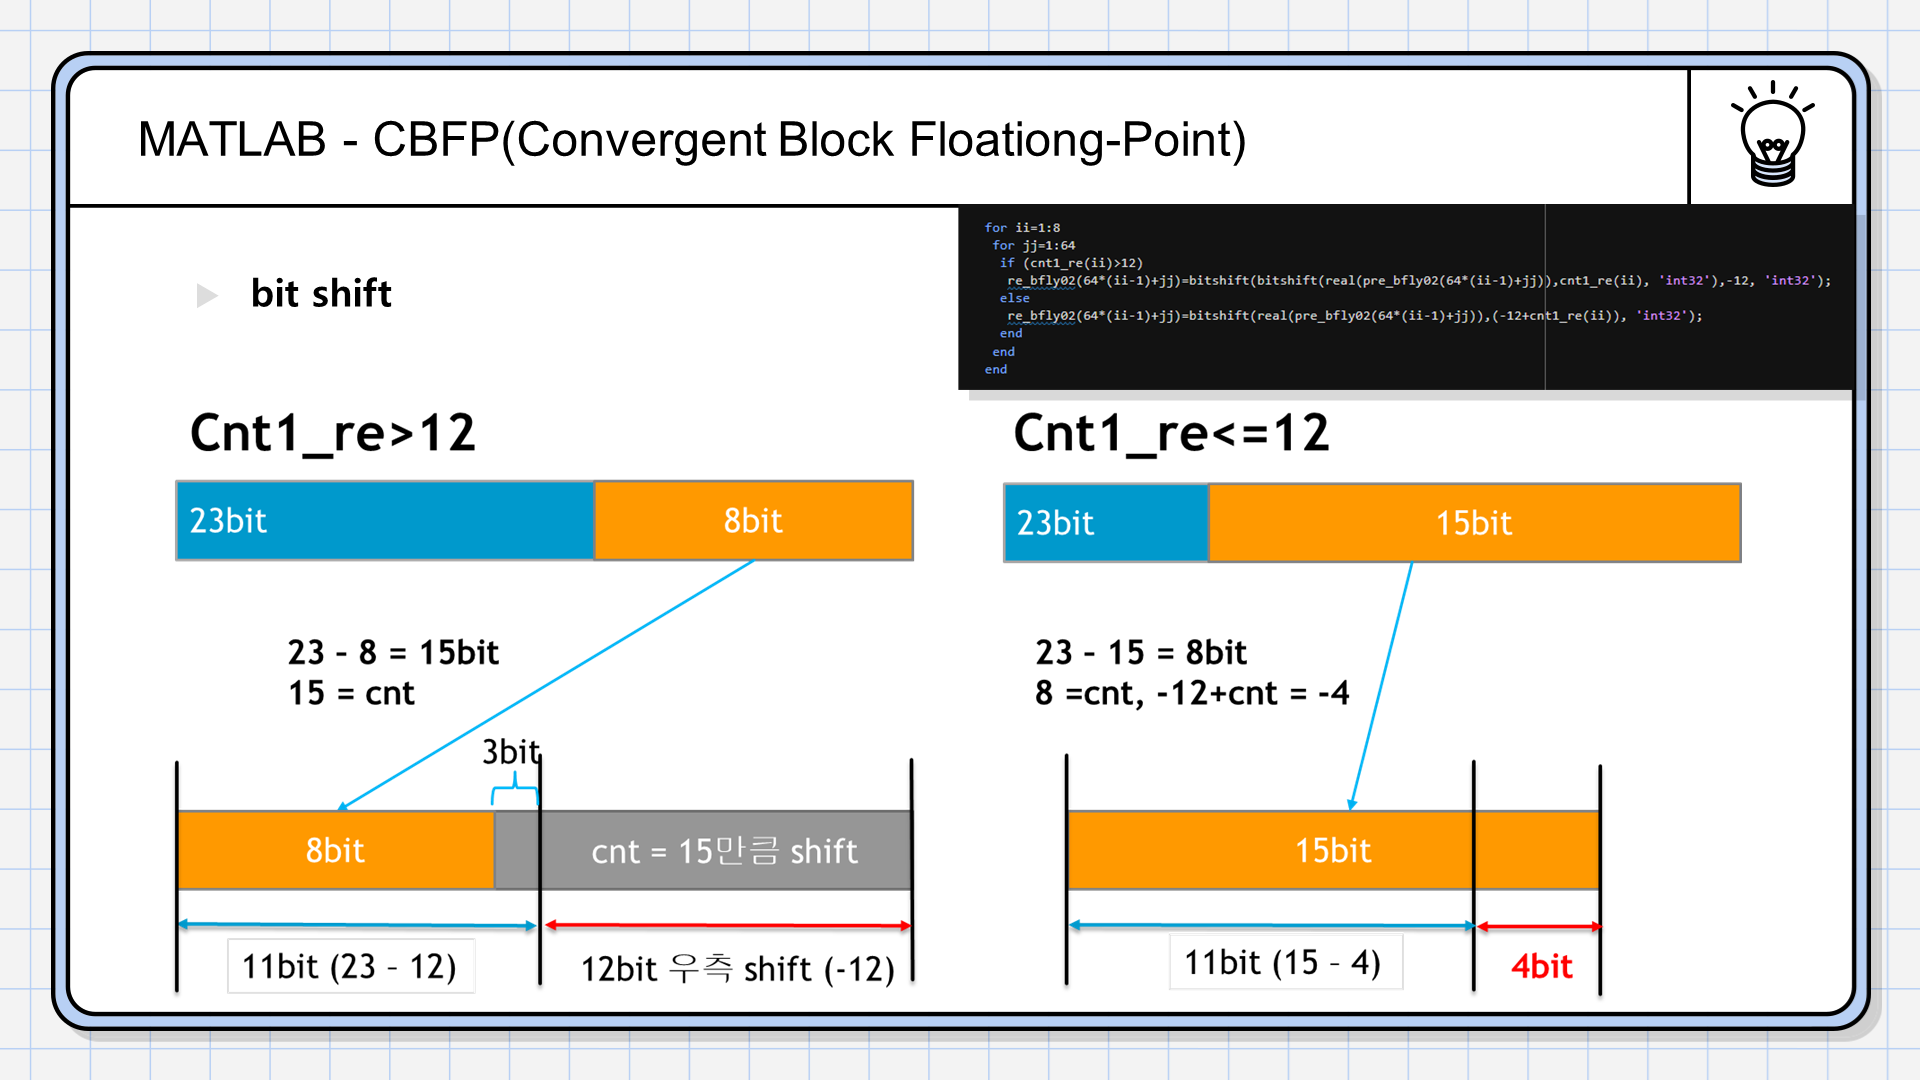 MATLAB - CBFP(Convergent Block Floationg-Point)
bit shift
for ii=1:8
for jj=1:64
if (cnt1_re(ii)>12)
re_bfly02(64*(ii-1)+jj)=bitshift(bitshift(real(pre_bfly02(64*(ii-1)+jj)),cnt1_re(ii), 'int32'),-12, 'int32');
else
re_bfly02(64*(ii-1)+jj)=bitshift(real(pre_bfly02(64*(ii-1)+jj)),(-12+cnt1_re(ii)), 'int32');
end
end
end
Cnt1_re>12
23bit 8bit
23 - 8 = 15bit
15 = cnt
3bit
8bit cnt = 15만큼 shift
11bit (23 - 12) 12bit 우측 shift (-12)
Cnt1_re<=12
23bit 15bit
23 - 15 = 8bit
8 =cnt, -12+cnt = -4
15bit
11bit (15 - 4) 4bit